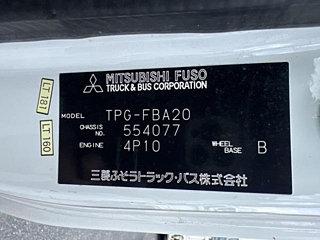 MITSUBISHI FUSO
TRUCK & BUS CORPORATION
MODEL TPG-FBA20
CHASSIS NO. 554077
ENGINE 4P10 WHEEL BASE B
三菱ふそうトラック・バス株式会社
LT181
LT160